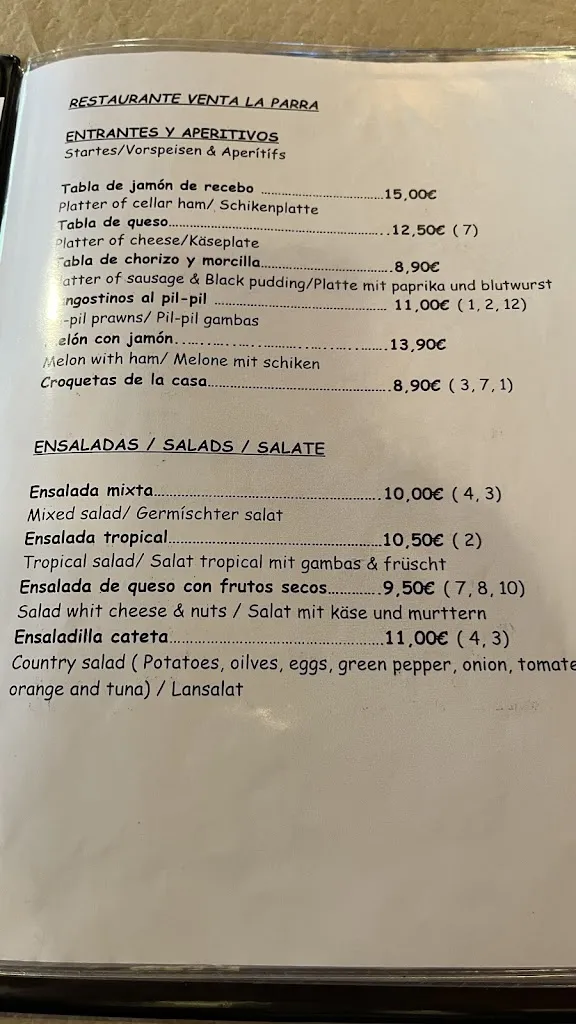 RESTAURANTE VENTA LA PARRA
ENTRANTES Y APERITIVOS
Startes/Vorspeisen & Aperítífs
Tabla de jamón de recebo ..............................15,00€
Platter of cellar ham/ Schikenplatte
Tabla de queso.......................................................12,50€ (7)
Platter of cheese/Käseplate
Tabla de chorizo y morcilla................................8,90€
atter of sausage & Black pudding/Platte mit paprika und blutwurst
ngostinos al pil-pil ............................................ 11,00€ (1, 2, 12)
-pil prawns/ Pil-pil gambas
elón con jamón.....................................................13,90€
Melon with ham/ Melone mit schiken
Croquetas de la casa............................................8,90€ (3,7,1)
ENSALADAS / SALADS / SALATE
Ensalada mixta.......................................................10,00€ (4, 3)
Mixed salad/ Germíschter salat
Ensalada tropical...................................................10,50€ (2)
Tropical salad/ Salat tropical mit gambas & früscht
Ensalada de queso con frutos secos.............9,50€ (7, 8, 10)
Salad whit cheese & nuts / Salat mit käse und murttern
Ensaladilla cateta..................................................11,00€ (4, 3)
Country salad ( Potatoes, oilves, eggs, green pepper, onion, tomate
orange and tuna) / Lansalat